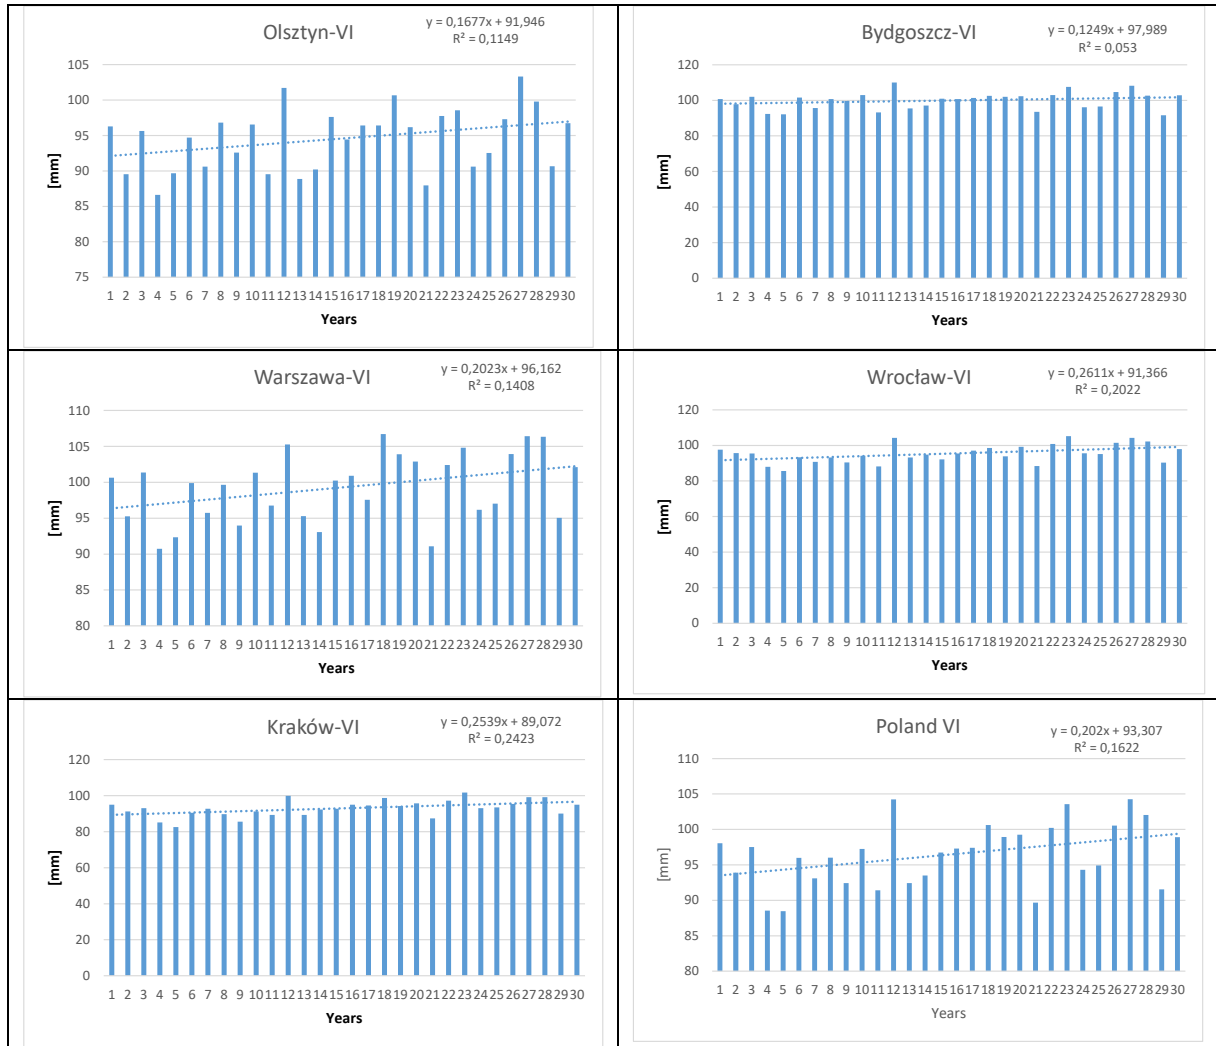 Olsztyn-VI
y = 0,1677x + 91,946
R² = 0,1149
105
100
95
90
85
80
75
[mm]
1 2 3 4 5 6 7 8 9 10 11 12 13 14 15 16 17 18 19 20 21 22 23 24 25 26 27 28 29 30
Years
Bydgoszcz-VI
y = 0,1249x + 97,989
R² = 0,053
120
100
80
60
40
20
0
[mm]
1 2 3 4 5 6 7 8 9 10 11 12 13 14 15 16 17 18 19 20 21 22 23 24 25 26 27 28 29 30
Years
Warszawa-VI
y = 0,2023x + 96,162
R² = 0,1408
110
105
100
95
90
85
80
[mm]
1 2 3 4 5 6 7 8 9 10 11 12 13 14 15 16 17 18 19 20 21 22 23 24 25 26 27 28 29 30
Years
Wrocław-VI
y = 0,2611x + 91,366
R² = 0,2022
120
100
80
60
40
20
0
[mm]
1 2 3 4 5 6 7 8 9 10 11 12 13 14 15 16 17 18 19 20 21 22 23 24 25 26 27 28 29 30
Years
Kraków-VI
y = 0,2539x + 89,072
R² = 0,2423
120
100
80
60
40
20
0
[mm]
1 2 3 4 5 6 7 8 9 10 11 12 13 14 15 16 17 18 19 20 21 22 23 24 25 26 27 28 29 30
Years
Poland VI
y = 0,202x + 93,307
R² = 0,1622
110
105
100
95
90
85
80
[mm]
1 2 3 4 5 6 7 8 9 10 11 12 13 14 15 16 17 18 19 20 21 22 23 24 25 26 27 28 29 30
Years